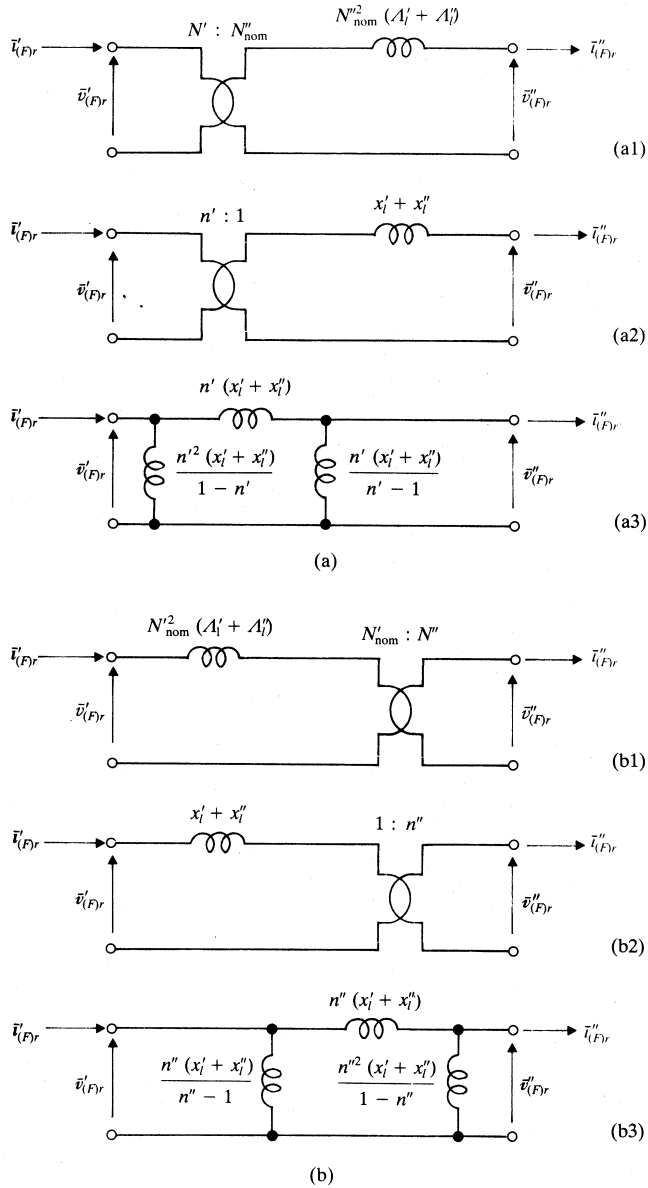 N′ : N″nom N″²nom (Λ′l + Λ″l)
ī′(F)r ī″(F)r
v̄′(F)r v̄″(F)r
(a1)
n′ : 1 x′l + x″l
ī′(F)r ī″(F)r
v̄′(F)r v̄″(F)r
(a2)
n′ (x′l + x″l)
ī′(F)r ī″(F)r
v̄′(F)r n′² (x′l + x″l) n′ (x′l + x″l) v̄″(F)r
1 − n′ n′ − 1
(a3)
(a)
N′²nom (Λ′l + Λ″l) N′nom : N″
ī′(F)r ī″(F)r
v̄′(F)r v̄″(F)r
(b1)
x′l + x″l 1 : n″
ī′(F)r ī″(F)r
v̄′(F)r v̄″(F)r
(b2)
n″ (x′l + x″l)
ī′(F)r ī″(F)r
v̄′(F)r n″ (x′l + x″l) n″² (x′l + x″l) v̄″(F)r
n″ − 1 1 − n″
(b3)
(b)